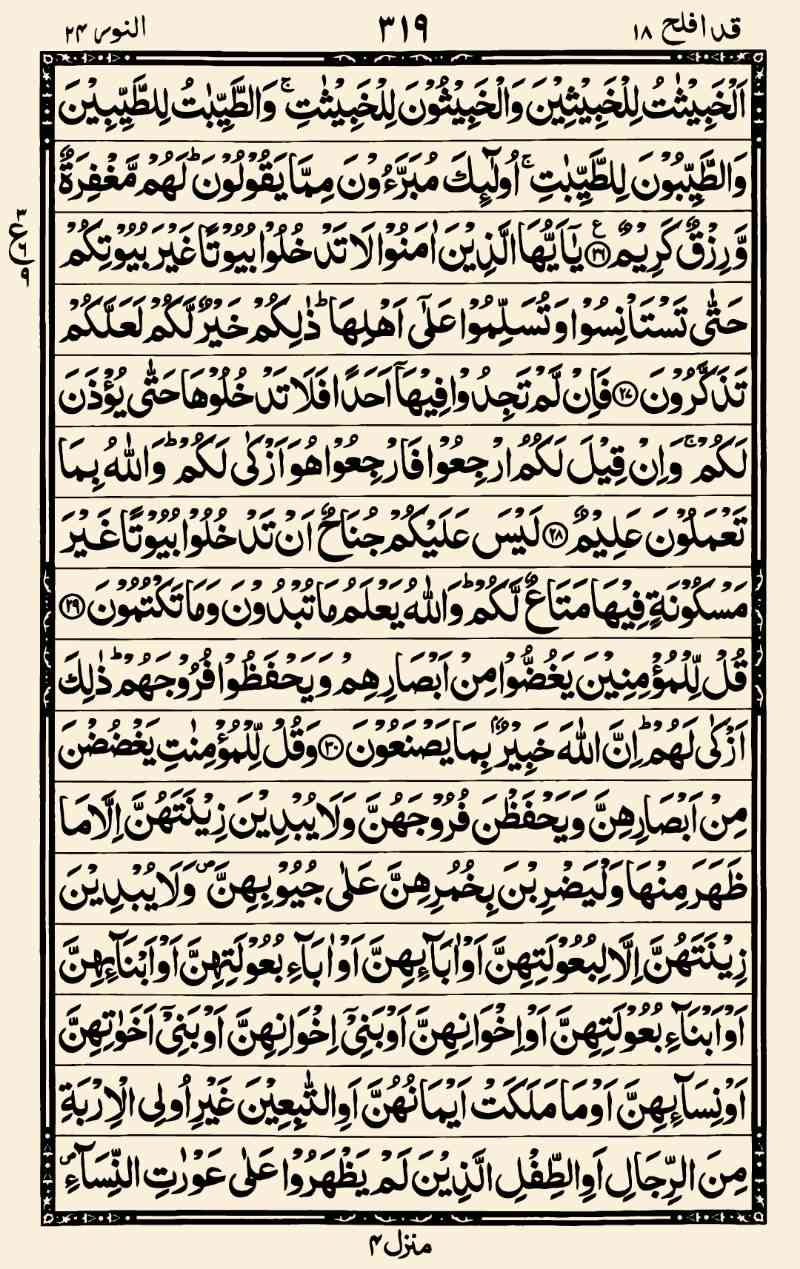 قد افلح ۱۸
۳۱۹
النور ۲۴
اَلْخَبِیْثٰتُ لِلْخَبِیْثِیْنَ وَالْخَبِیْثُوْنَ لِلْخَبِیْثٰتِ ۚ وَالطَّیِّبٰتُ لِلطَّیِّبِیْنَ
وَالطَّیِّبُوْنَ لِلطَّیِّبٰتِ ۚ اُولٰٓئِكَ مُبَرَّءُوْنَ مِمَّا یَقُوْلُوْنَ ؕ لَهُمْ مَّغْفِرَةٌ
وَّرِزْقٌ كَرِیْمٌ ۲۶ یٰۤاَیُّهَا الَّذِیْنَ اٰمَنُوْا لَا تَدْخُلُوْا بُیُوْتًا غَیْرَ بُیُوْتِكُمْ
ع
۳
۶
۹
حَتّٰی تَسْتَاْنِسُوْا وَتُسَلِّمُوْا عَلٰۤی اَهْلِهَا ؕ ذٰلِكُمْ خَیْرٌ لَّكُمْ لَعَلَّكُمْ
تَذَكَّرُوْنَ ۲۷ فَاِنْ لَّمْ تَجِدُوْا فِیْهَاۤ اَحَدًا فَلَا تَدْخُلُوْهَا حَتّٰی یُؤْذَنَ
لَكُمْ ۚ وَاِنْ قِیْلَ لَكُمُ ارْجِعُوْا فَارْجِعُوْا هُوَ اَزْكٰی لَكُمْ ؕ وَاللّٰهُ بِمَا
تَعْمَلُوْنَ عَلِیْمٌ ۲۸ لَیْسَ عَلَیْكُمْ جُنَاحٌ اَنْ تَدْخُلُوْا بُیُوْتًا غَیْرَ
مَسْكُوْنَةٍ فِیْهَا مَتَاعٌ لَّكُمْ ؕ وَاللّٰهُ یَعْلَمُ مَا تُبْدُوْنَ وَمَا تَكْتُمُوْنَ ۲۹
قُلْ لِّلْمُؤْمِنِیْنَ یَغُضُّوْا مِنْ اَبْصَارِهِمْ وَیَحْفَظُوْا فُرُوْجَهُمْ ؕ ذٰلِكَ
اَزْكٰی لَهُمْ ؕ اِنَّ اللّٰهَ خَبِیْرٌۢ بِمَا یَصْنَعُوْنَ ۳۰ وَقُلْ لِّلْمُؤْمِنٰتِ یَغْضُضْنَ
مِنْ اَبْصَارِهِنَّ وَیَحْفَظْنَ فُرُوْجَهُنَّ وَلَا یُبْدِیْنَ زِیْنَتَهُنَّ اِلَّا مَا
ظَهَرَ مِنْهَا وَلْیَضْرِبْنَ بِخُمُرِهِنَّ عَلٰی جُیُوْبِهِنَّ ۪ وَلَا یُبْدِیْنَ
زِیْنَتَهُنَّ اِلَّا لِبُعُوْلَتِهِنَّ اَوْ اٰبَآئِهِنَّ اَوْ اٰبَآءِ بُعُوْلَتِهِنَّ اَوْ اَبْنَآئِهِنَّ
اَوْ اَبْنَآءِ بُعُوْلَتِهِنَّ اَوْ اِخْوَانِهِنَّ اَوْ بَنِیْۤ اِخْوَانِهِنَّ اَوْ بَنِیْۤ اَخَوٰتِهِنَّ
اَوْ نِسَآئِهِنَّ اَوْ مَا مَلَكَتْ اَیْمَانُهُنَّ اَوِ التّٰبِعِیْنَ غَیْرِ اُولِی الْاِرْبَةِ
مِنَ الرِّجَالِ اَوِ الطِّفْلِ الَّذِیْنَ لَمْ یَظْهَرُوْا عَلٰی عَوْرٰتِ النِّسَآءِ ۪
منزل ۴